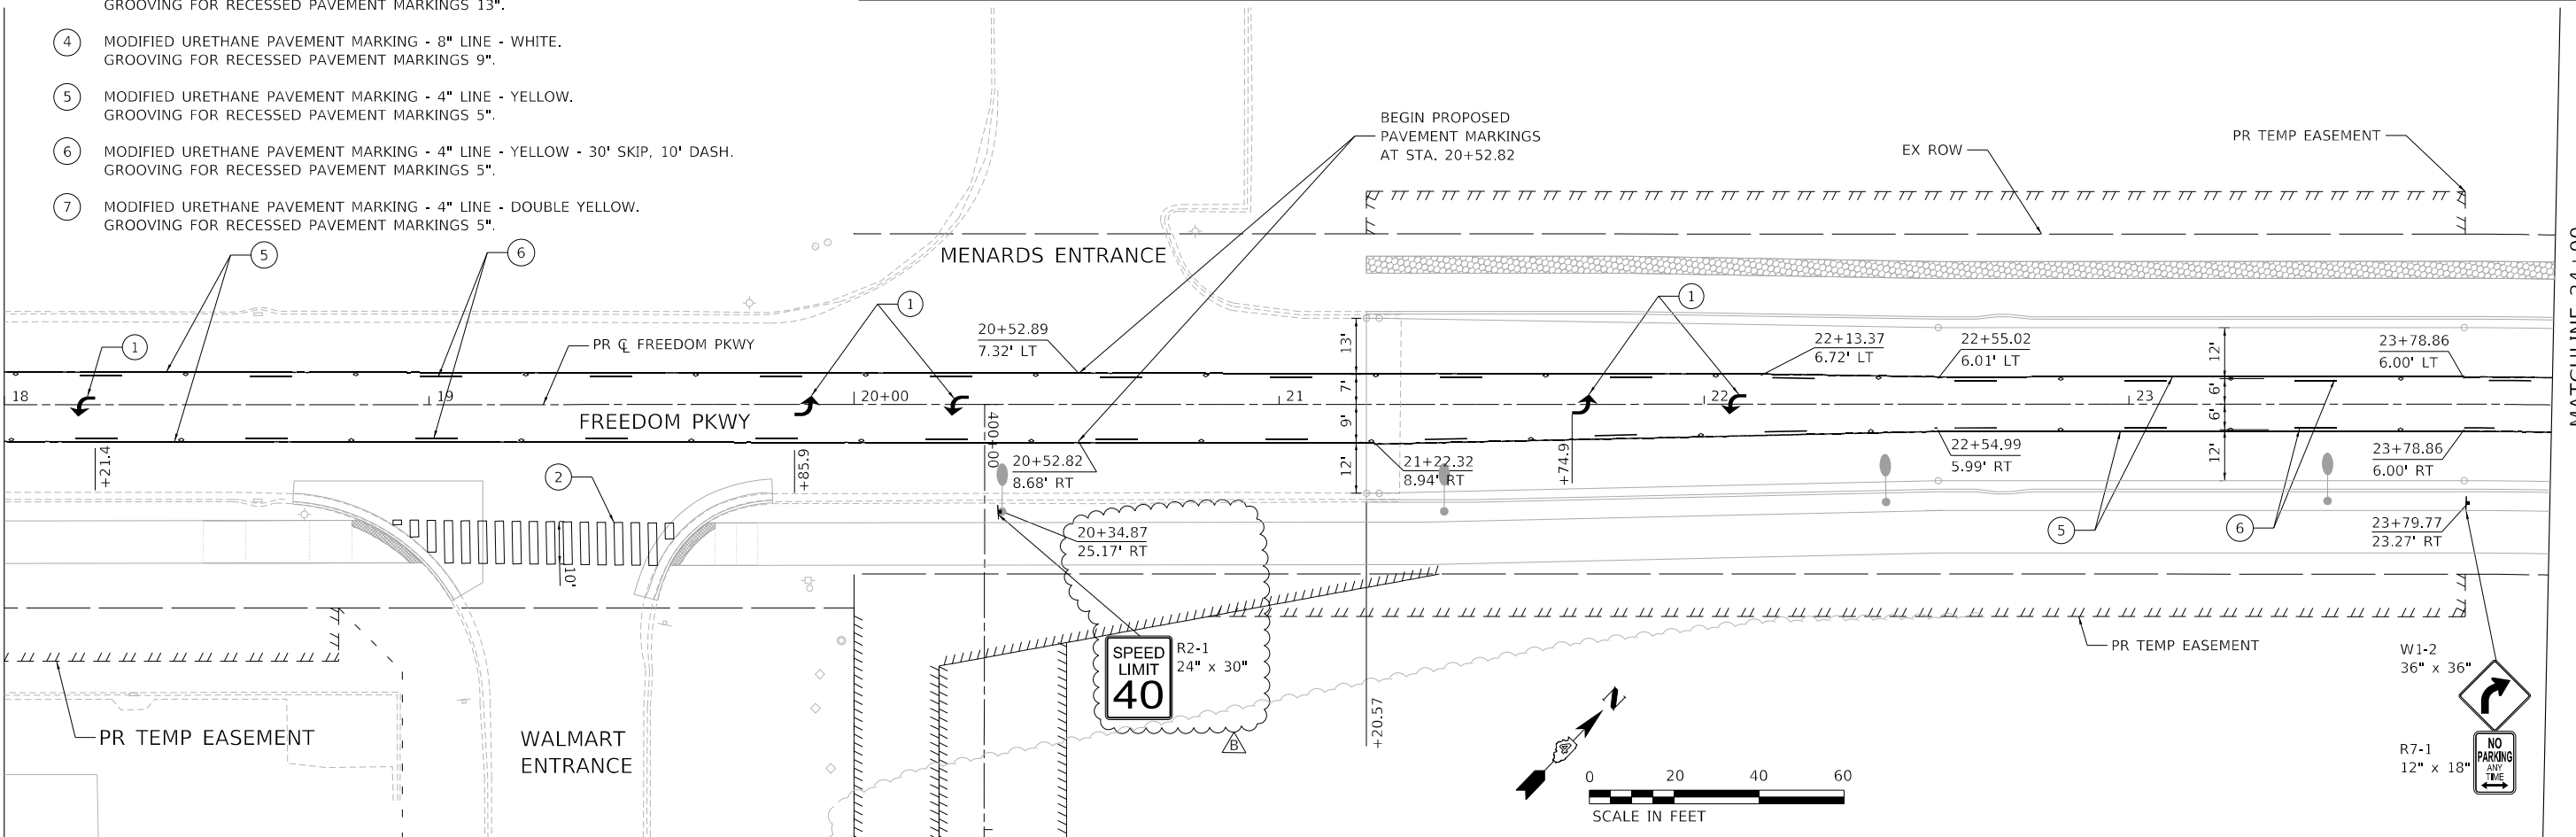 GROOVING FOR RECESSED PAVEMENT MARKINGS 13".
4 MODIFIED URETHANE PAVEMENT MARKING - 8" LINE - WHITE.
GROOVING FOR RECESSED PAVEMENT MARKINGS 9".
5 MODIFIED URETHANE PAVEMENT MARKING - 4" LINE - YELLOW.
GROOVING FOR RECESSED PAVEMENT MARKINGS 5".
6 MODIFIED URETHANE PAVEMENT MARKING - 4" LINE - YELLOW - 30' SKIP, 10' DASH.
GROOVING FOR RECESSED PAVEMENT MARKINGS 5".
7 MODIFIED URETHANE PAVEMENT MARKING - 4" LINE - DOUBLE YELLOW.
GROOVING FOR RECESSED PAVEMENT MARKINGS 5".
BEGIN PROPOSED
PAVEMENT MARKINGS
AT STA. 20+52.82
EX ROW
PR TEMP EASEMENT
MENARDS ENTRANCE
5
6
1
1
1
PR ℄ FREEDOM PKWY
20+52.89
7.32' LT
22+13.37
6.72' LT
22+55.02
6.01' LT
23+78.86
6.00' LT
13'
7'
9'
12'
12'
6'
6'
12'
18
19
20+00
21
22
23
FREEDOM PKWY
400+00
+21.4
+85.9
+74.9
20+52.82
8.68' RT
21+22.32
8.94' RT
22+54.99
5.99' RT
23+78.86
6.00' RT
2
10'
20+34.87
25.17' RT
5
6
23+79.77
23.27' RT
SPEED
LIMIT
40
R2-1
24" x 30"
B
+20.57
PR TEMP EASEMENT
PR TEMP EASEMENT
WALMART
ENTRANCE
N
4
0 20 40 60
SCALE IN FEET
W1-2
36" x 36"
R7-1
12" x 18"
NO
PARKING
ANY
TIME
MATCHLINE 24+00